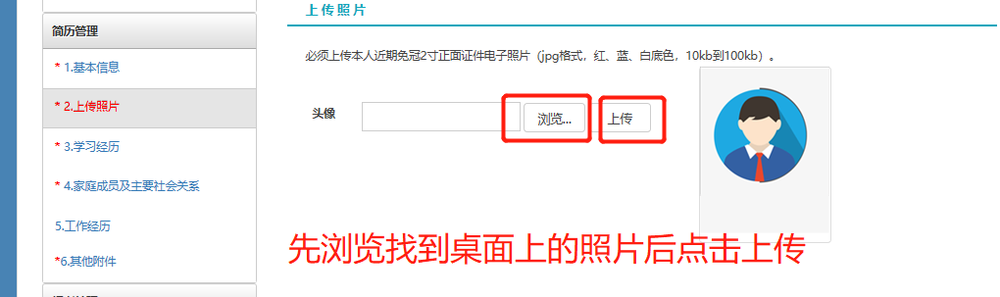 上传照片
简历管理
* 1.基本信息
* 2.上传照片
* 3.学习经历
* 4.家庭成员及主要社会关系
5.工作经历
*6.其他附件
必须上传本人近期免冠2寸正面证件电子照片（jpg格式，红、蓝、白底色，10kb到100kb）。
头像
浏览...
上传
先浏览找到桌面上的照片后点击上传